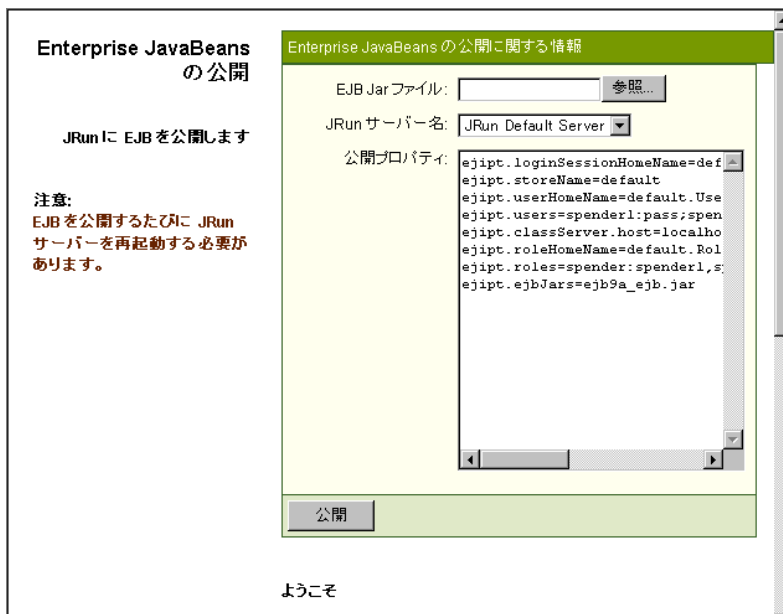 Enterprise JavaBeans
の公開
JRun に EJB を公開します
注意:
EJB を公開するたびに JRun
サーバーを再起動する必要が
あります。
Enterprise JavaBeans の公開に関する情報
EJB Jar ファイル:
参照...
JRun サーバー名:
JRun Default Server
公開プロパティ:
ejipt.loginSessionHomeName=def
ejipt.storeName=default
ejipt.userHomeName=default.Use
ejipt.users=spender1:pass;spen
ejipt.classServer.host=localho
ejipt.roleHomeName=default.Rol
ejipt.roles=spender:spender1,s
ejipt.ejbJars=ejb9a_ejb.jar
公開
ようこそ